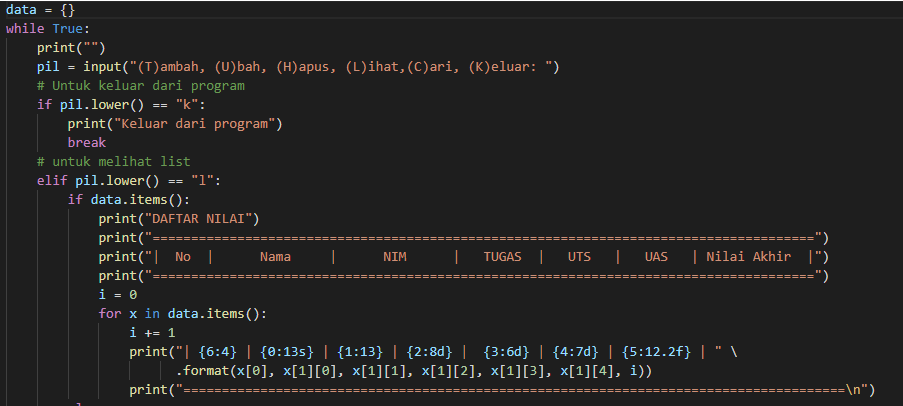 data = {}
while True:
    print("")
    pil = input("(T)ambah, (U)bah, (H)apus, (L)ihat,(C)ari, (K)eluar: ")
    # Untuk keluar dari program
    if pil.lower() == "k":
        print("Keluar dari program")
        break
    # untuk melihat list
    elif pil.lower() == "l":
        if data.items():
            print("DAFTAR NILAI")
            print("======================================================================================")
            print("|  No  |      Nama     |      NIM      |   TUGAS  |   UTS   |   UAS   | Nilai Akhir  |")
            print("======================================================================================")
            i = 0
            for x in data.items():
                i += 1
                print("| {6:4} | {0:13s} | {1:13} | {2:8d} |  {3:6d} | {4:7d} | {5:12.2f} | " \
                      .format(x[0], x[1][0], x[1][1], x[1][2], x[1][3], x[1][4], i))
                print("======================================================================================\n")